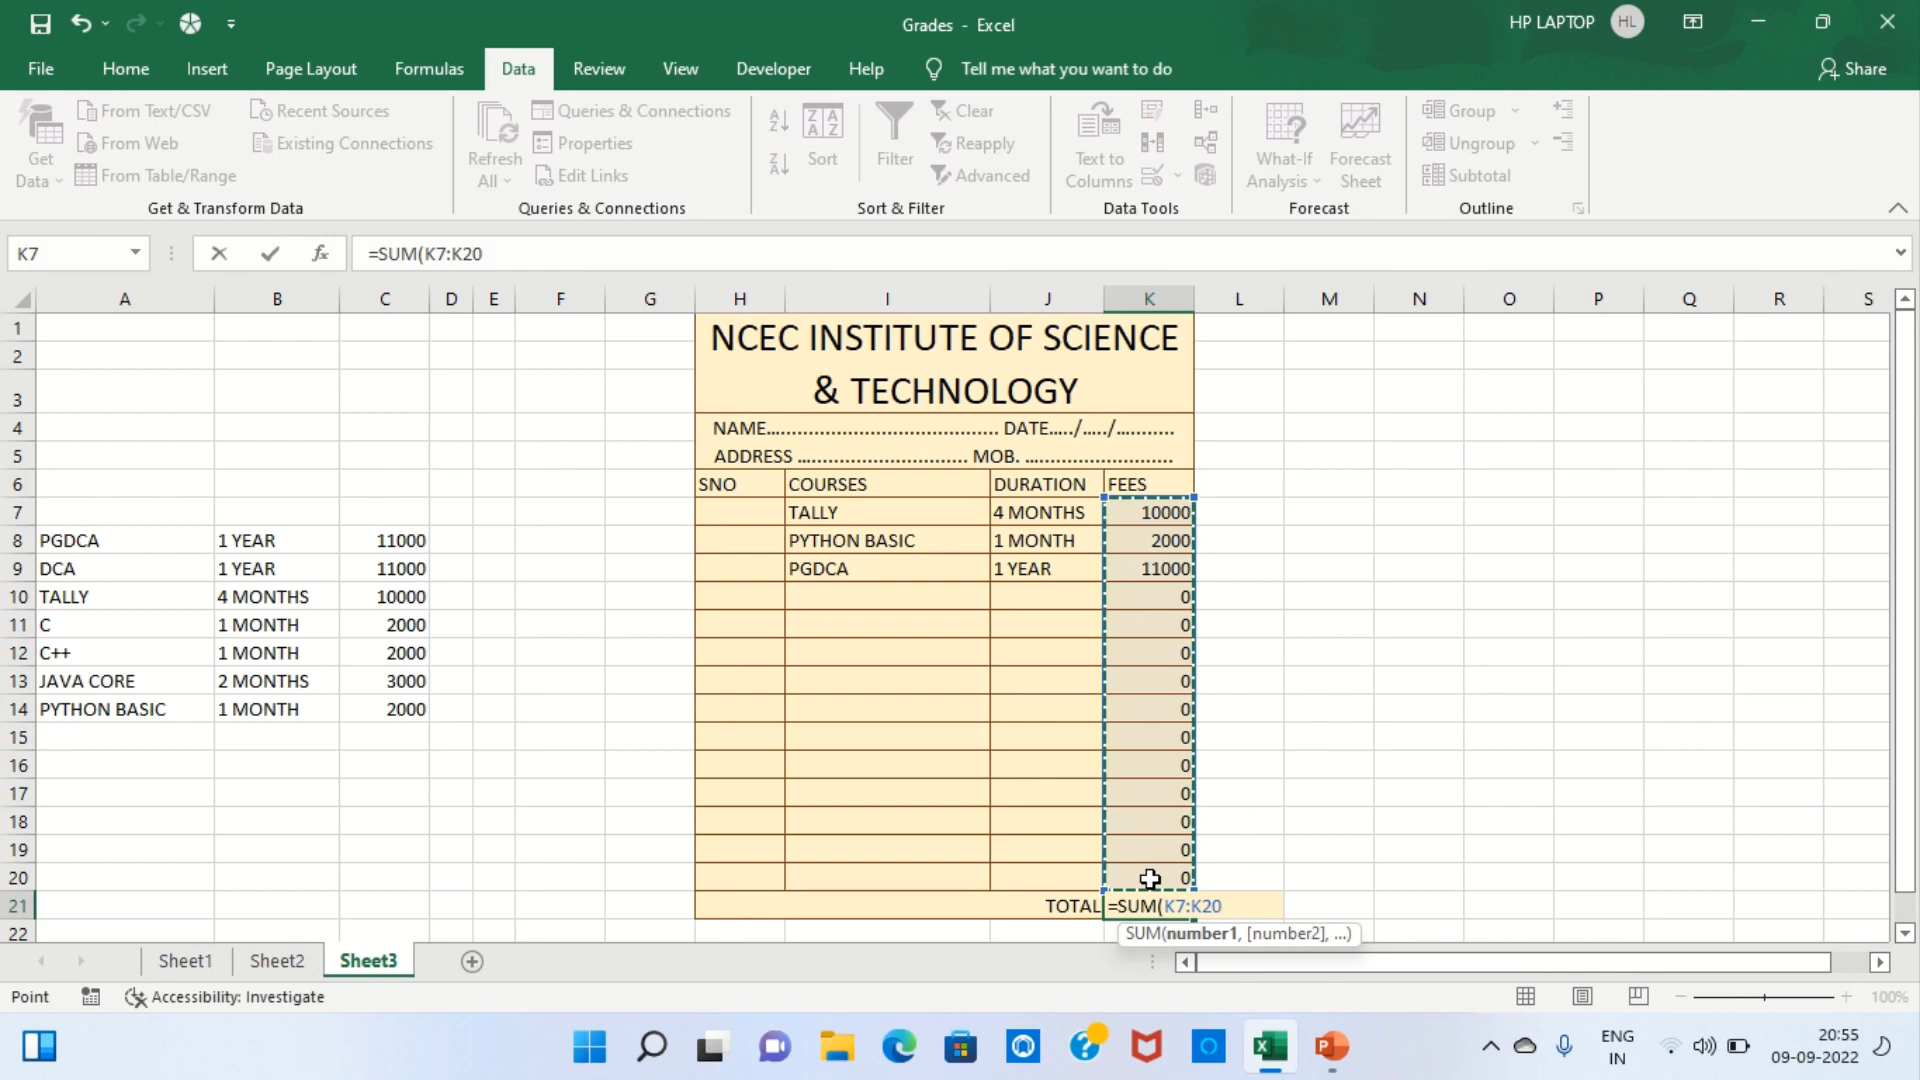 Grades - Excel
HP LAPTOP HL
File Home Insert Page Layout Formulas Data Review View Developer Help Tell me what you want to do Share
Get Data
From Text/CSV
From Web
From Table/Range
Recent Sources
Existing Connections
Get & Transform Data
Refresh All
Queries & Connections
Properties
Edit Links
Queries & Connections
Sort
Filter
Clear
Reapply
Advanced
Sort & Filter
Text to Columns
Data Tools
What-If Analysis
Forecast Sheet
Forecast
Group
Ungroup
Subtotal
Outline
K7 fx =SUM(K7:K20
A B C D E F G H I J K L M N O P Q R S
1 NCEC INSTITUTE OF SCIENCE
2
3 & TECHNOLOGY
4 NAME.......................................... DATE...../...../...........
5 ADDRESS .............................. MOB. ..........................
6 SNO COURSES DURATION FEES
7 TALLY 4 MONTHS 10000
8 PGDCA 1 YEAR 11000 PYTHON BASIC 1 MONTH 2000
9 DCA 1 YEAR 11000 PGDCA 1 YEAR 11000
10 TALLY 4 MONTHS 10000 0
11 C 1 MONTH 2000 0
12 C++ 1 MONTH 2000 0
13 JAVA CORE 2 MONTHS 3000 0
14 PYTHON BASIC 1 MONTH 2000 0
15 0
16 0
17 0
18 0
19 0
20 0
21 TOTAL =SUM(K7:K20
22 SUM(number1, [number2], ...)
Sheet1 Sheet2 Sheet3
Point Accessibility: Investigate 100%
ENG IN
20:55
09-09-2022